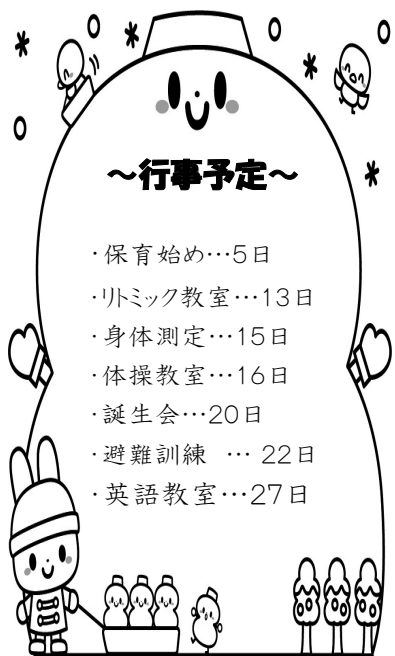 ～行事予定～
・保育始め…5日
・リトミック教室…13日
・身体測定…15日
・体操教室…16日
・誕生会…20日
・避難訓練 … 22日
・英語教室…27日